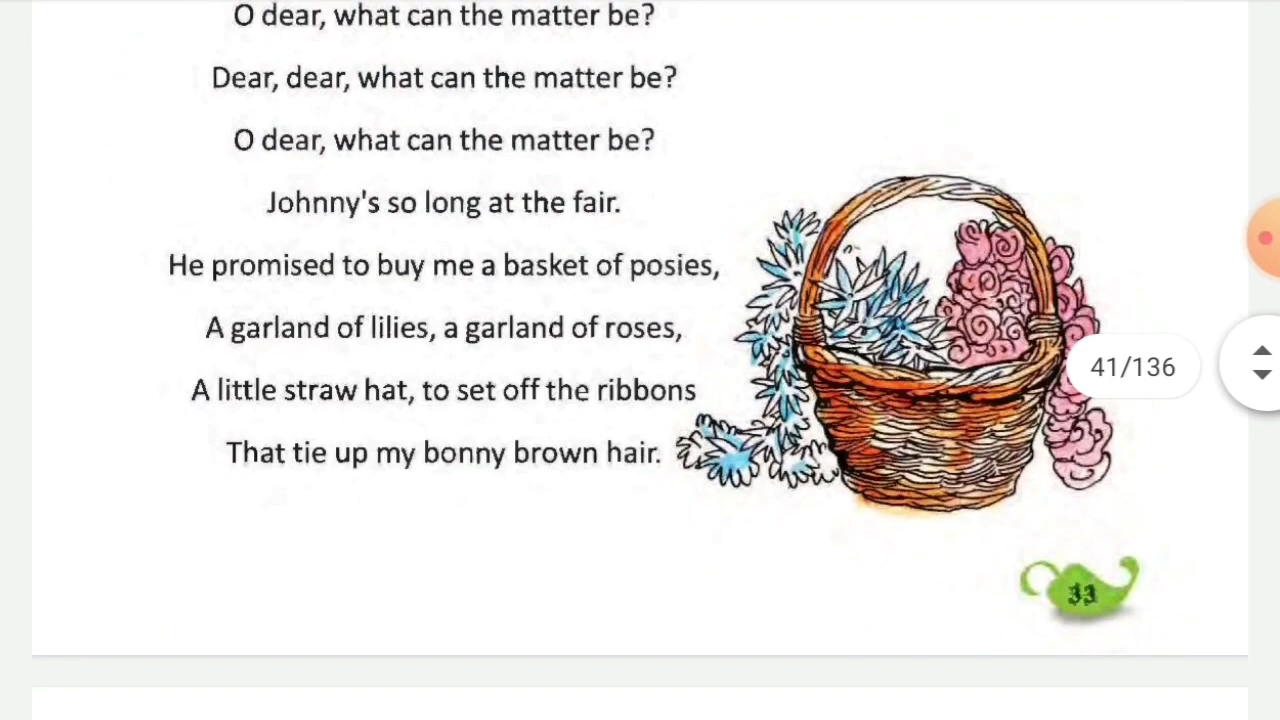 O dear, what can the matter be?
Dear, dear, what can the matter be?
O dear, what can the matter be?
Johnny's so long at the fair.
He promised to buy me a basket of posies,
A garland of lilies, a garland of roses,
A little straw hat, to set off the ribbons
That tie up my bonny brown hair.
41/136
33